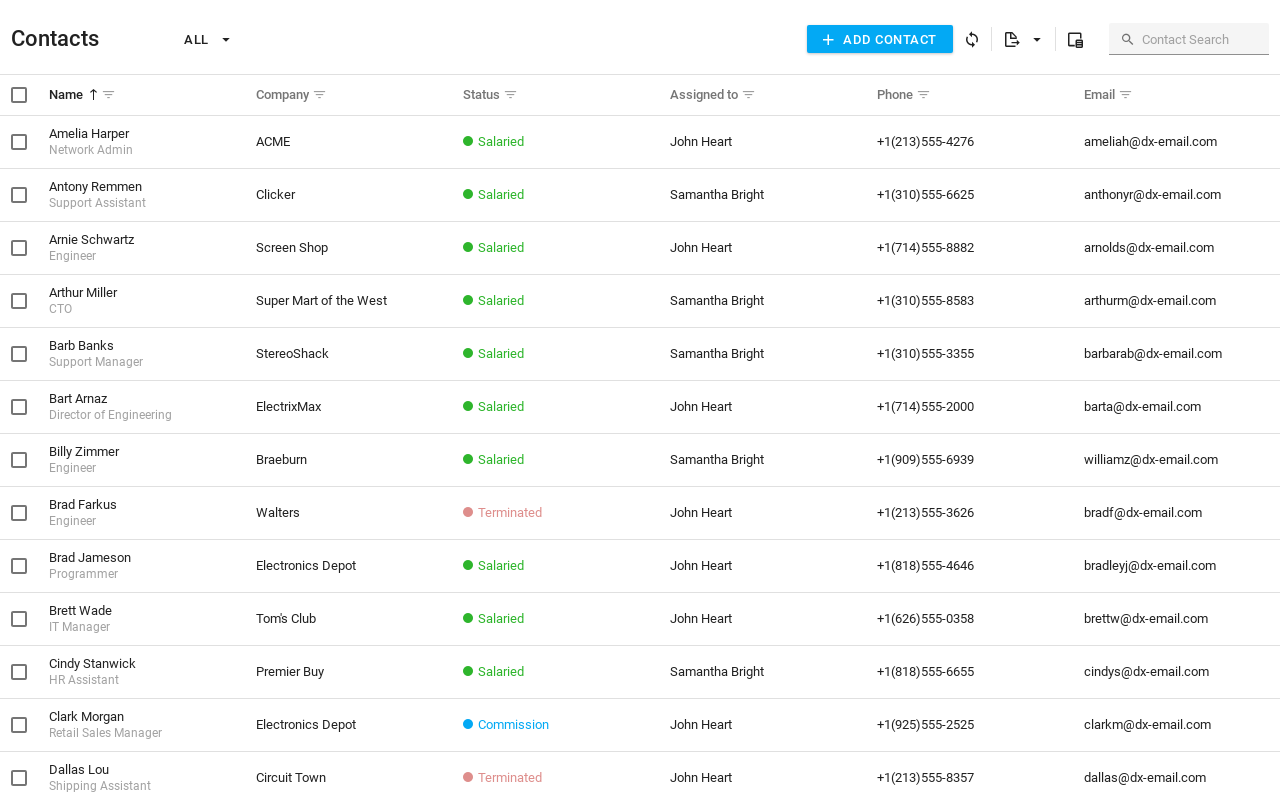 Contacts ALL ADD CONTACT Contact Search
Name Company Status Assigned to Phone Email
Amelia Harper
Network Admin
ACME Salaried John Heart +1(213)555-4276 ameliah@dx-email.com
Antony Remmen
Support Assistant
Clicker Salaried Samantha Bright +1(310)555-6625 anthonyr@dx-email.com
Arnie Schwartz
Engineer
Screen Shop Salaried John Heart +1(714)555-8882 arnolds@dx-email.com
Arthur Miller
CTO
Super Mart of the West Salaried Samantha Bright +1(310)555-8583 arthurm@dx-email.com
Barb Banks
Support Manager
StereoShack Salaried Samantha Bright +1(310)555-3355 barbarab@dx-email.com
Bart Arnaz
Director of Engineering
ElectrixMax Salaried John Heart +1(714)555-2000 barta@dx-email.com
Billy Zimmer
Engineer
Braeburn Salaried Samantha Bright +1(909)555-6939 williamz@dx-email.com
Brad Farkus
Engineer
Walters Terminated John Heart +1(213)555-3626 bradf@dx-email.com
Brad Jameson
Programmer
Electronics Depot Salaried John Heart +1(818)555-4646 bradleyj@dx-email.com
Brett Wade
IT Manager
Tom's Club Salaried John Heart +1(626)555-0358 brettw@dx-email.com
Cindy Stanwick
HR Assistant
Premier Buy Salaried Samantha Bright +1(818)555-6655 cindys@dx-email.com
Clark Morgan
Retail Sales Manager
Electronics Depot Commission John Heart +1(925)555-2525 clarkm@dx-email.com
Dallas Lou
Shipping Assistant
Circuit Town Terminated John Heart +1(213)555-8357 dallas@dx-email.com